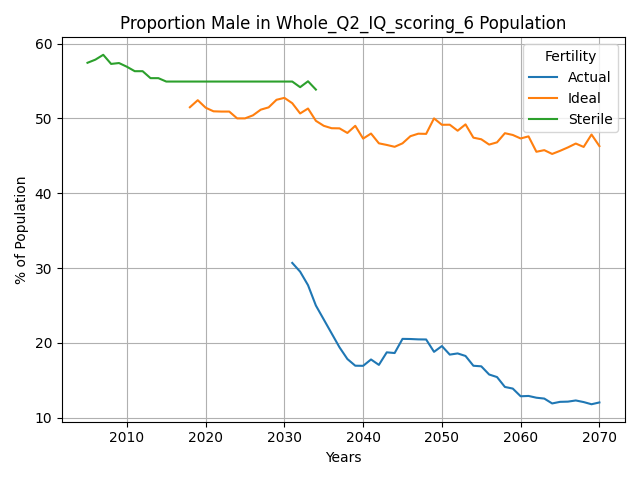 Proportion Male in Whole_Q2_IQ_scoring_6 Population
Fertility
Actual
Ideal
Sterile
% of Population
60
50
40
30
20
10
2010 2020 2030 2040 2050 2060 2070
Years